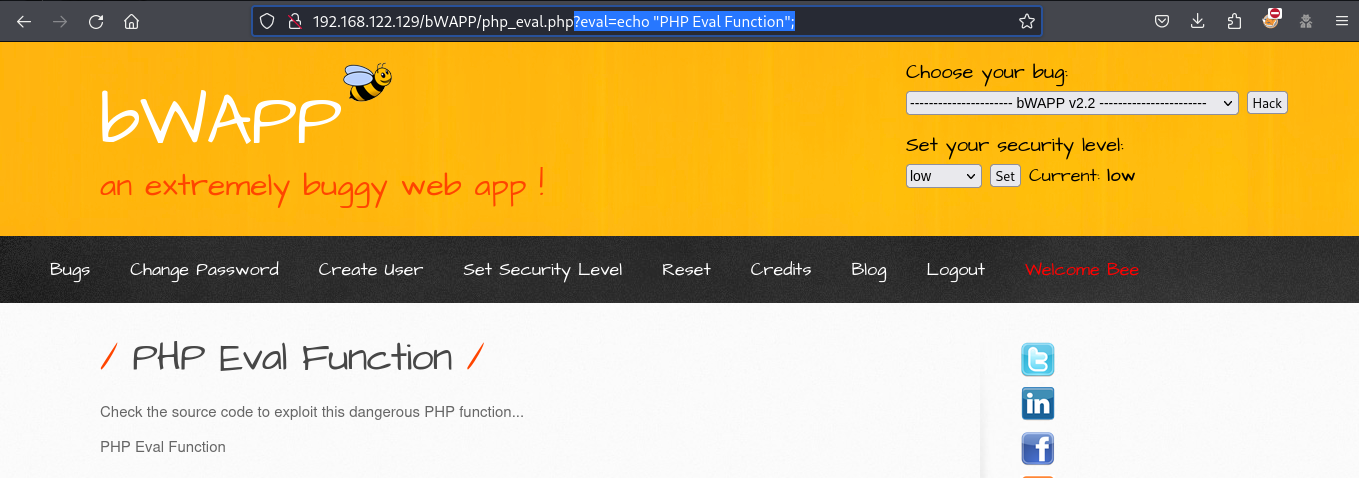 192.168.122.129/bWAPP/php_eval.php?eval=echo "PHP Eval Function";
bWAPP
an extremely buggy web app !
Choose your bug:
----------------------- bWAPP v2.2 ----------------------- Hack
Set your security level:
low Set Current: low
Bugs Change Password Create User Set Security Level Reset Credits Blog Logout Welcome Bee
/ PHP Eval Function /
Check the source code to exploit this dangerous PHP function...
PHP Eval Function